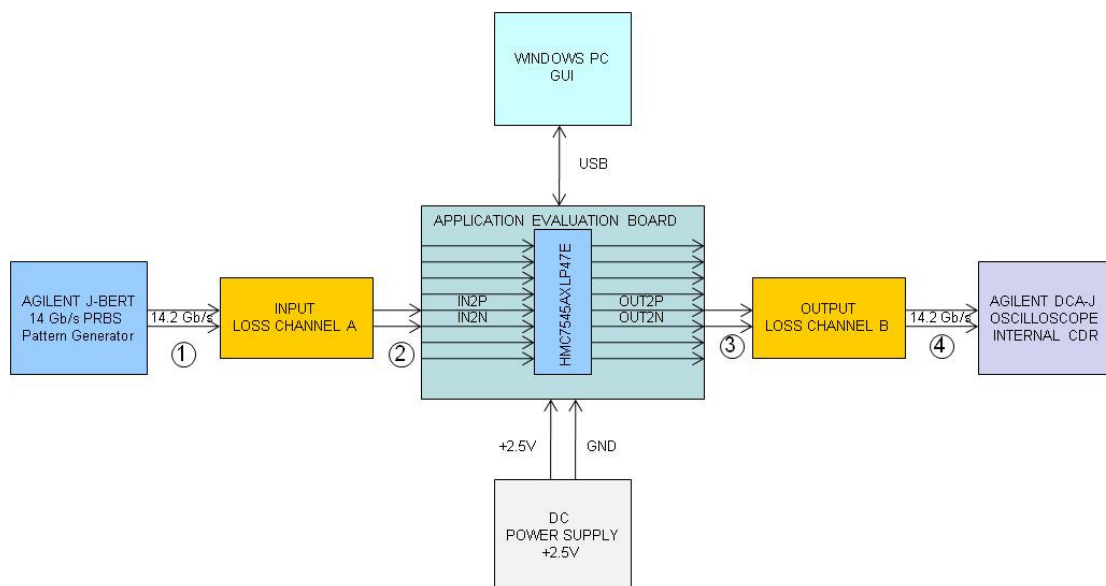 WINDOWS PC
GUI
USB
APPLICATION EVALUATION BOARD
HMC7545AXLP47E
AGILENT J-BERT
14 Gb/s PRBS
Pattern Generator
14.2 Gb/s
1
INPUT
LOSS CHANNEL A
2
IN2P
IN2N
OUT2P
OUT2N
3
OUTPUT
LOSS CHANNEL B
14.2 Gb/s
4
AGILENT DCA-J
OSCILLOSCOPE
INTERNAL CDR
+2.5V
GND
DC
POWER SUPPLY
+2.5V